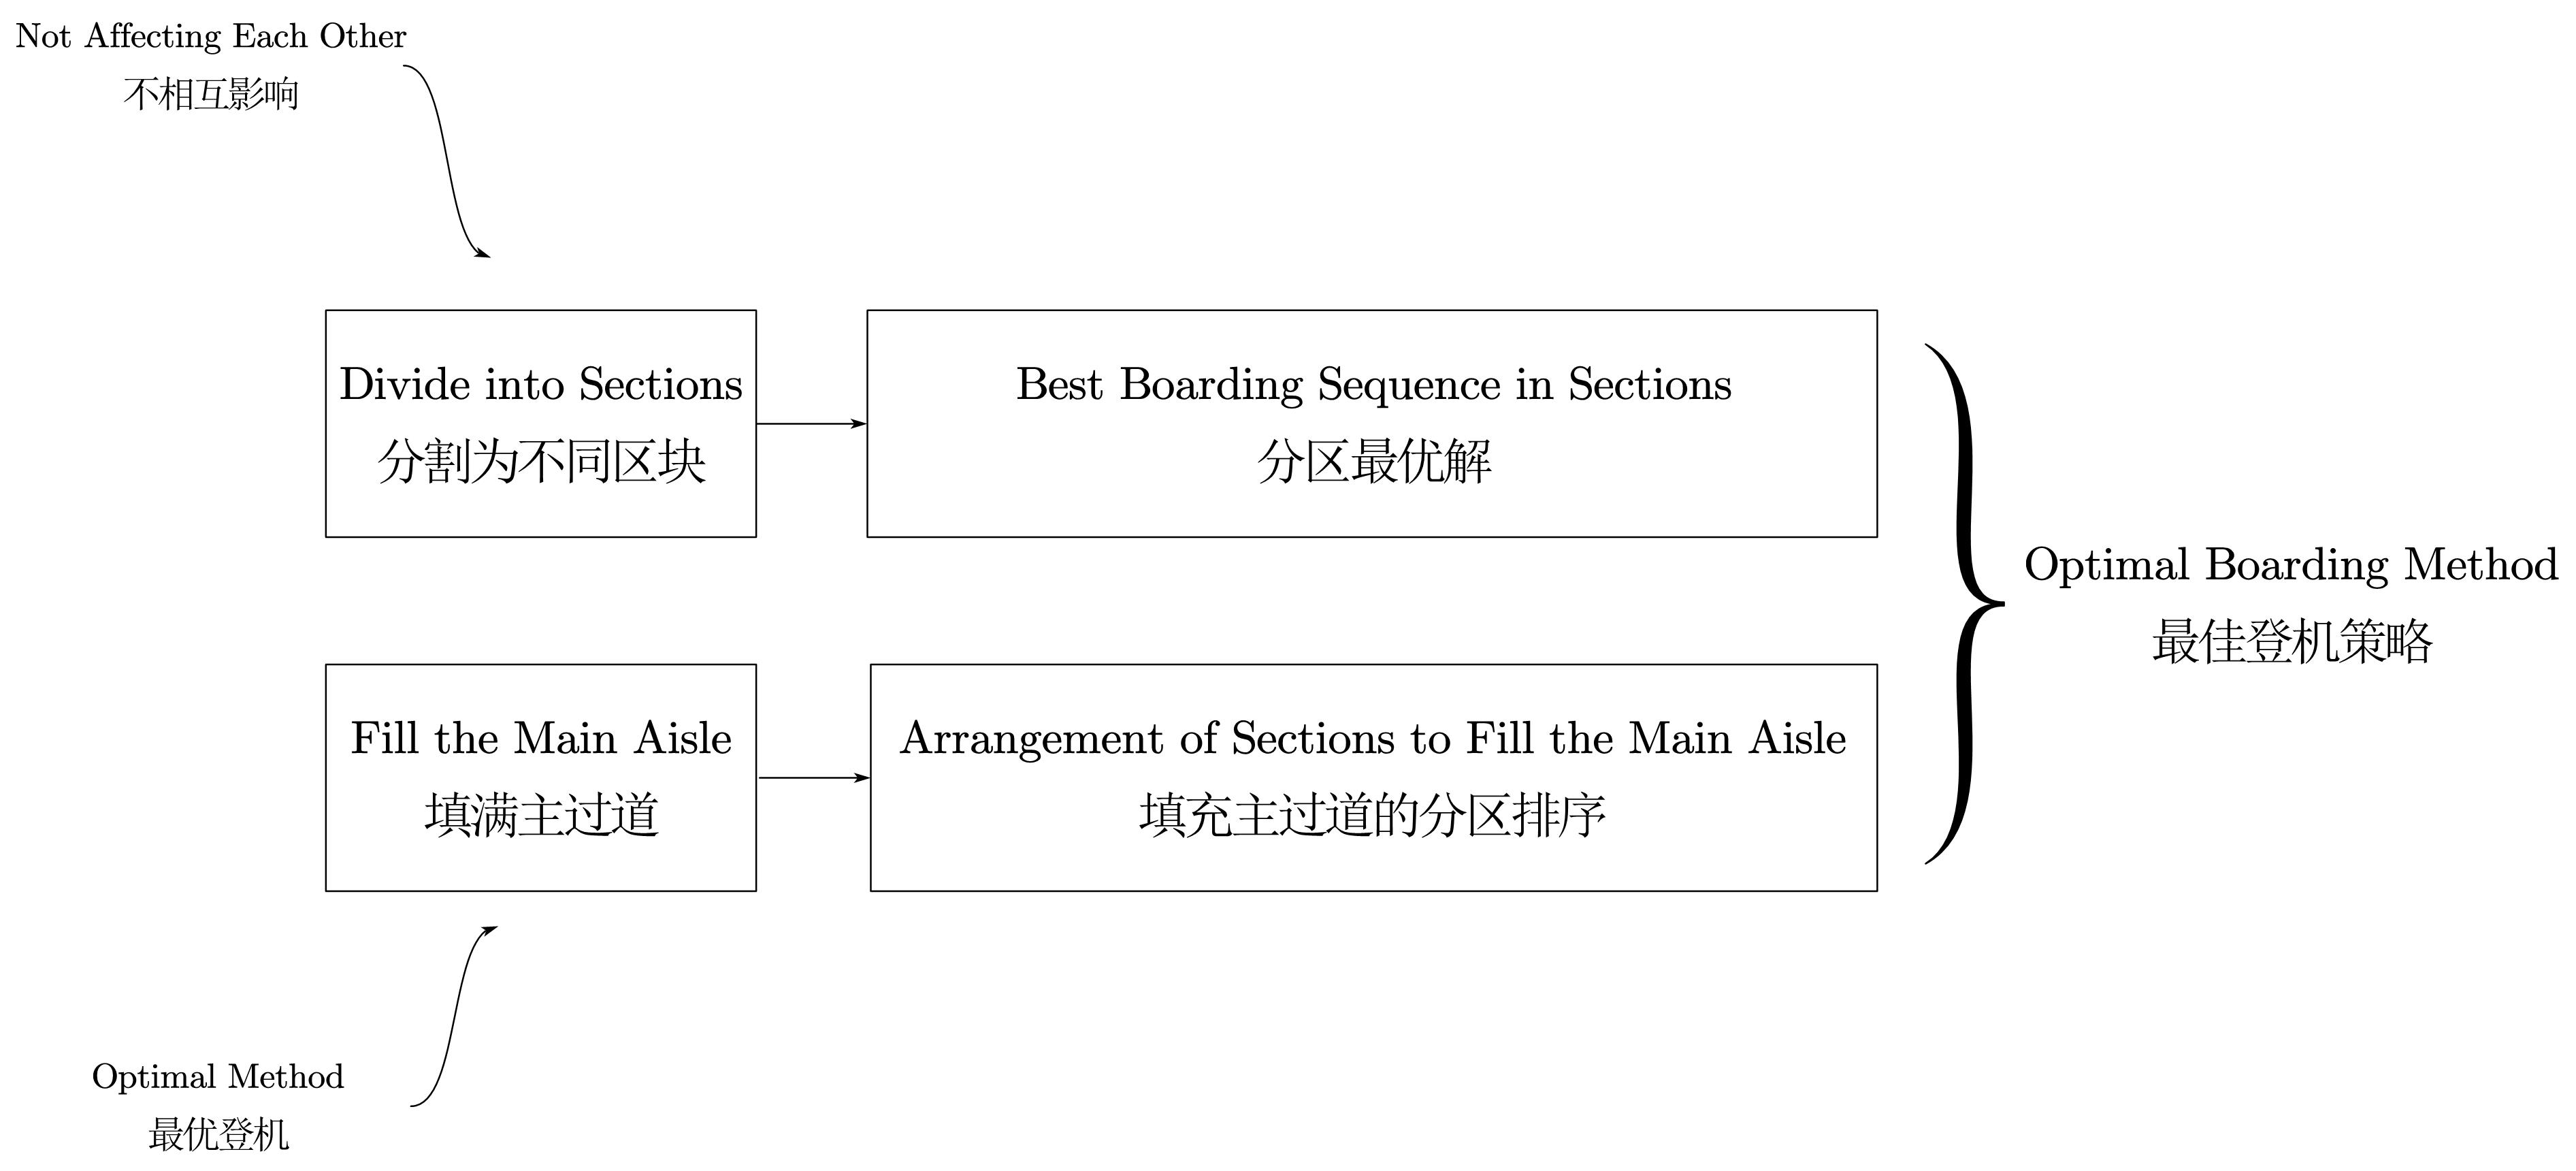 Not Affecting Each Other
不相互影响
Divide into Sections
分割为不同区块
Best Boarding Sequence in Sections
分区最优解
Optimal Boarding Method
最佳登机策略
Fill the Main Aisle
填满主过道
Arrangement of Sections to Fill the Main Aisle
填充主过道的分区排序
Optimal Method
最优登机